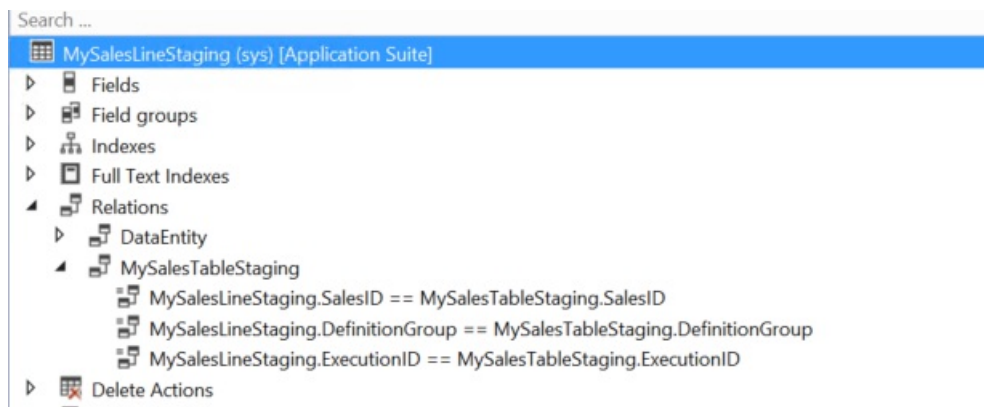 Search ...
MySalesLineStaging (sys) [Application Suite]
Fields
Field groups
Indexes
Full Text Indexes
Relations
DataEntity
MySalesTableStaging
MySalesLineStaging.SalesID == MySalesTableStaging.SalesID
MySalesLineStaging.DefinitionGroup == MySalesTableStaging.DefinitionGroup
MySalesLineStaging.ExecutionID == MySalesTableStaging.ExecutionID
Delete Actions